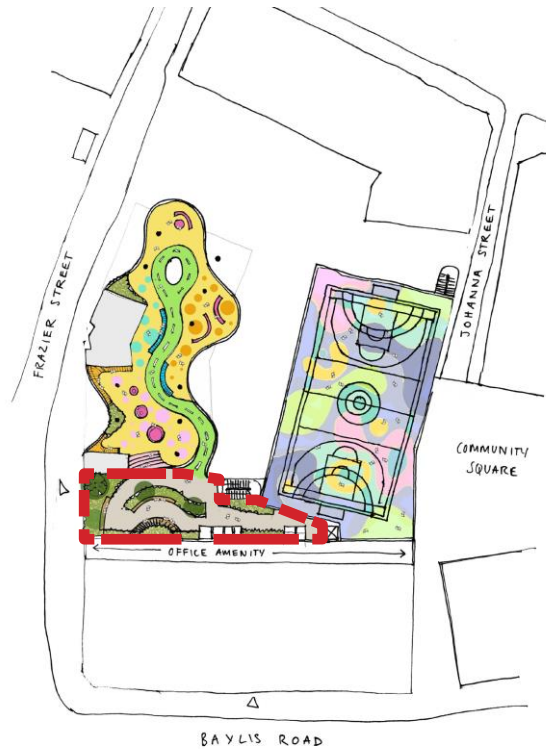 FRAZIER STREET
JOHANNA STREET
COMMUNITY
SQUARE
OFFICE AMENITY
BAYLIS ROAD